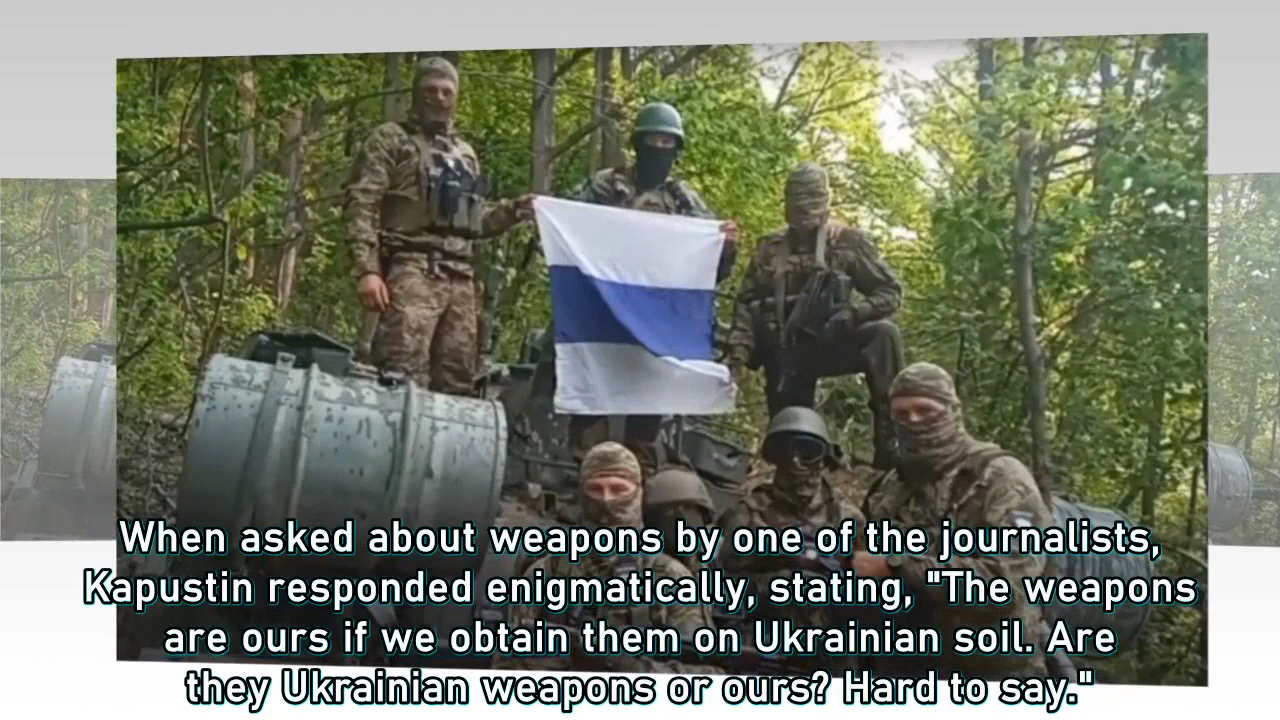 When asked about weapons by one of the journalists,
Kapustin responded enigmatically, stating, "The weapons
are ours if we obtain them on Ukrainian soil. Are
they Ukrainian weapons or ours? Hard to say."